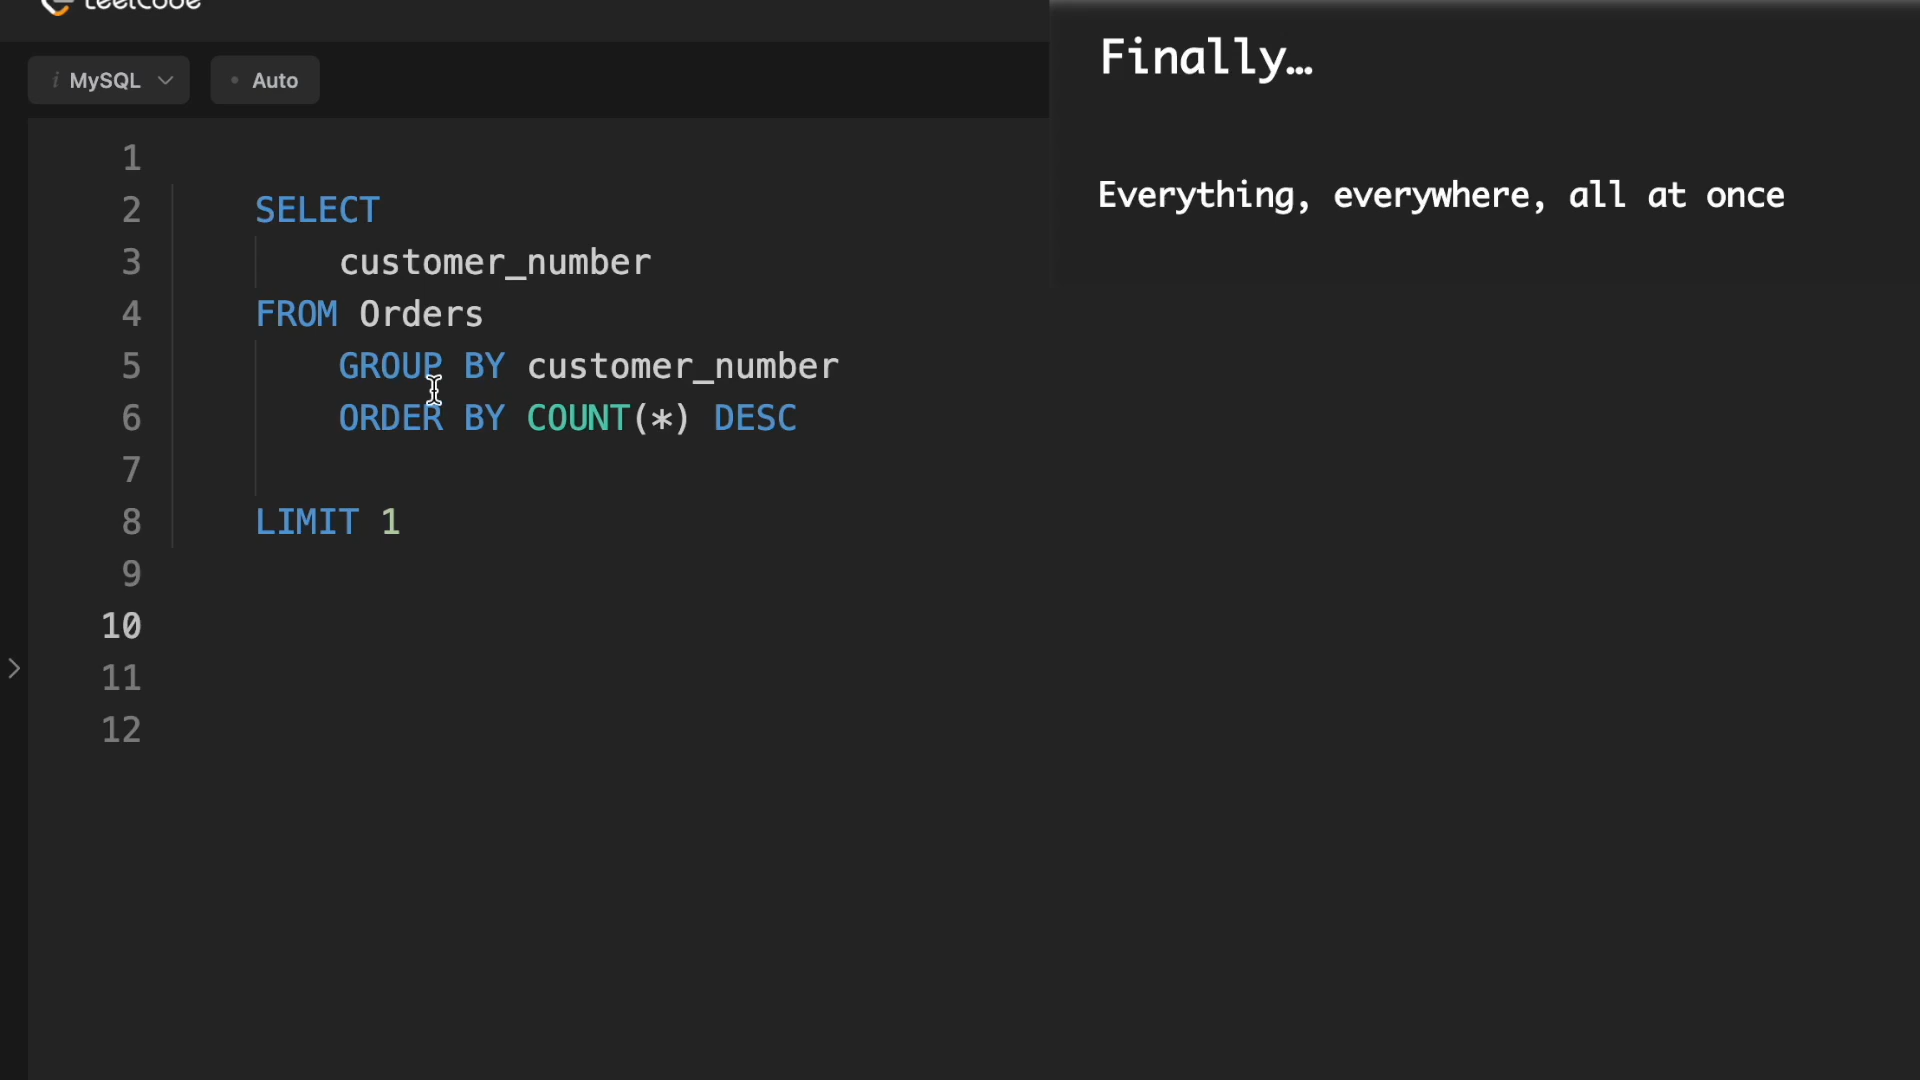 LeetCode
MySQL
Auto
Finally…
Everything, everywhere, all at once
1
2 SELECT
3 customer_number
4 FROM Orders
5 GROUP BY customer_number
6 ORDER BY COUNT(*) DESC
7
8 LIMIT 1
9
10
11
12